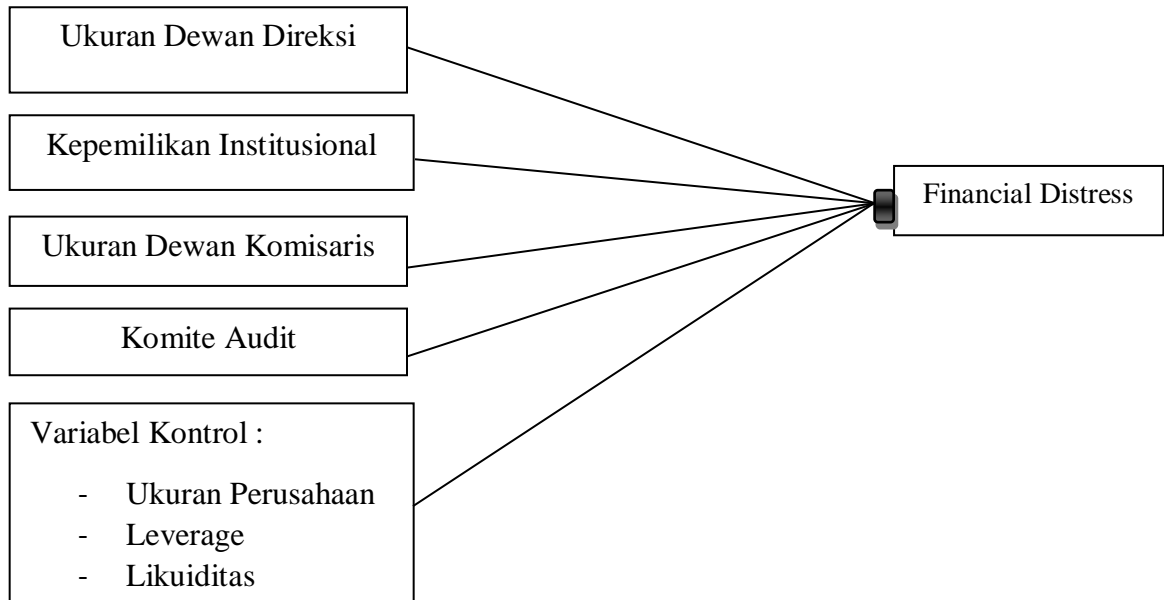 Ukuran Dewan Direksi
Kepemilikan Institusional
Financial Distress
Ukuran Dewan Komisaris
Komite Audit
Variabel Kontrol :
- Ukuran Perusahaan
- Leverage
- Likuiditas